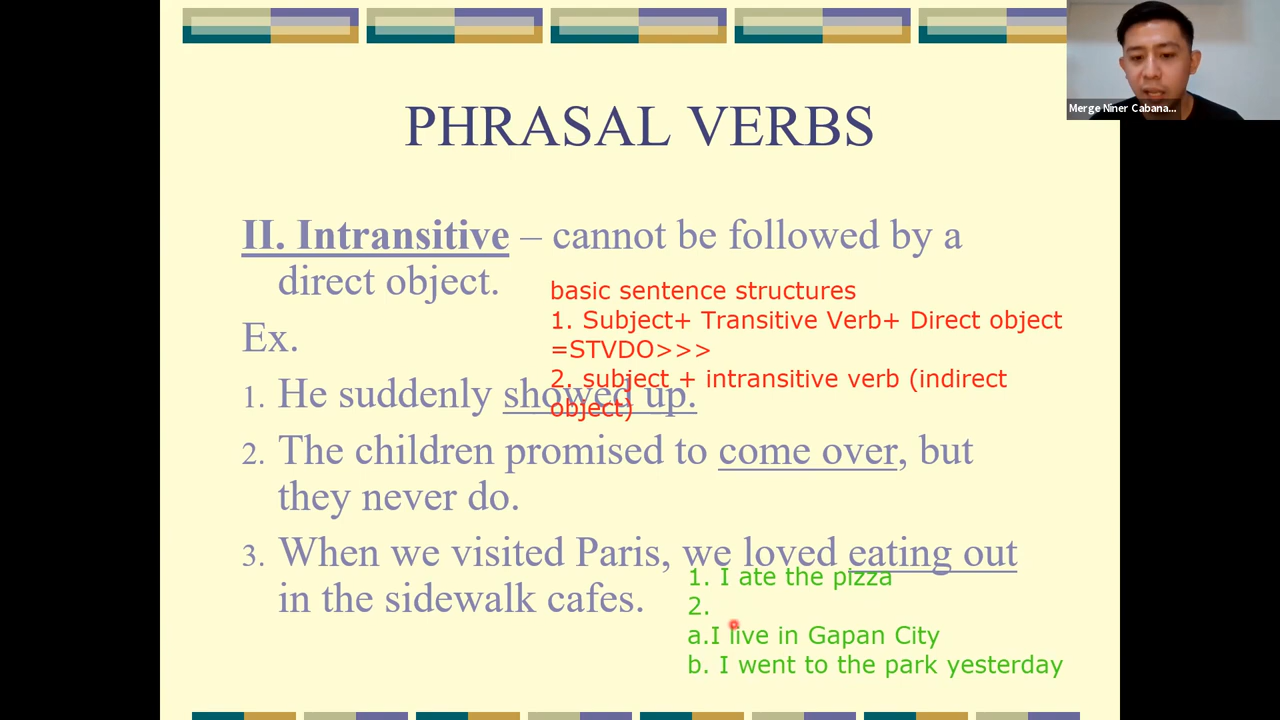 Merge Niner Cabana...
PHRASAL VERBS
II. Intransitive – cannot be followed by a
direct object.
basic sentence structures
1. Subject+ Transitive Verb+ Direct object
=STVDO>>>
2. subject + intransitive verb (indirect
object)
Ex.
1. He suddenly showed up.
2. The children promised to come over, but
they never do.
3. When we visited Paris, we loved eating out
in the sidewalk cafes.
1. I ate the pizza
2.
a.I live in Gapan City
b. I went to the park yesterday